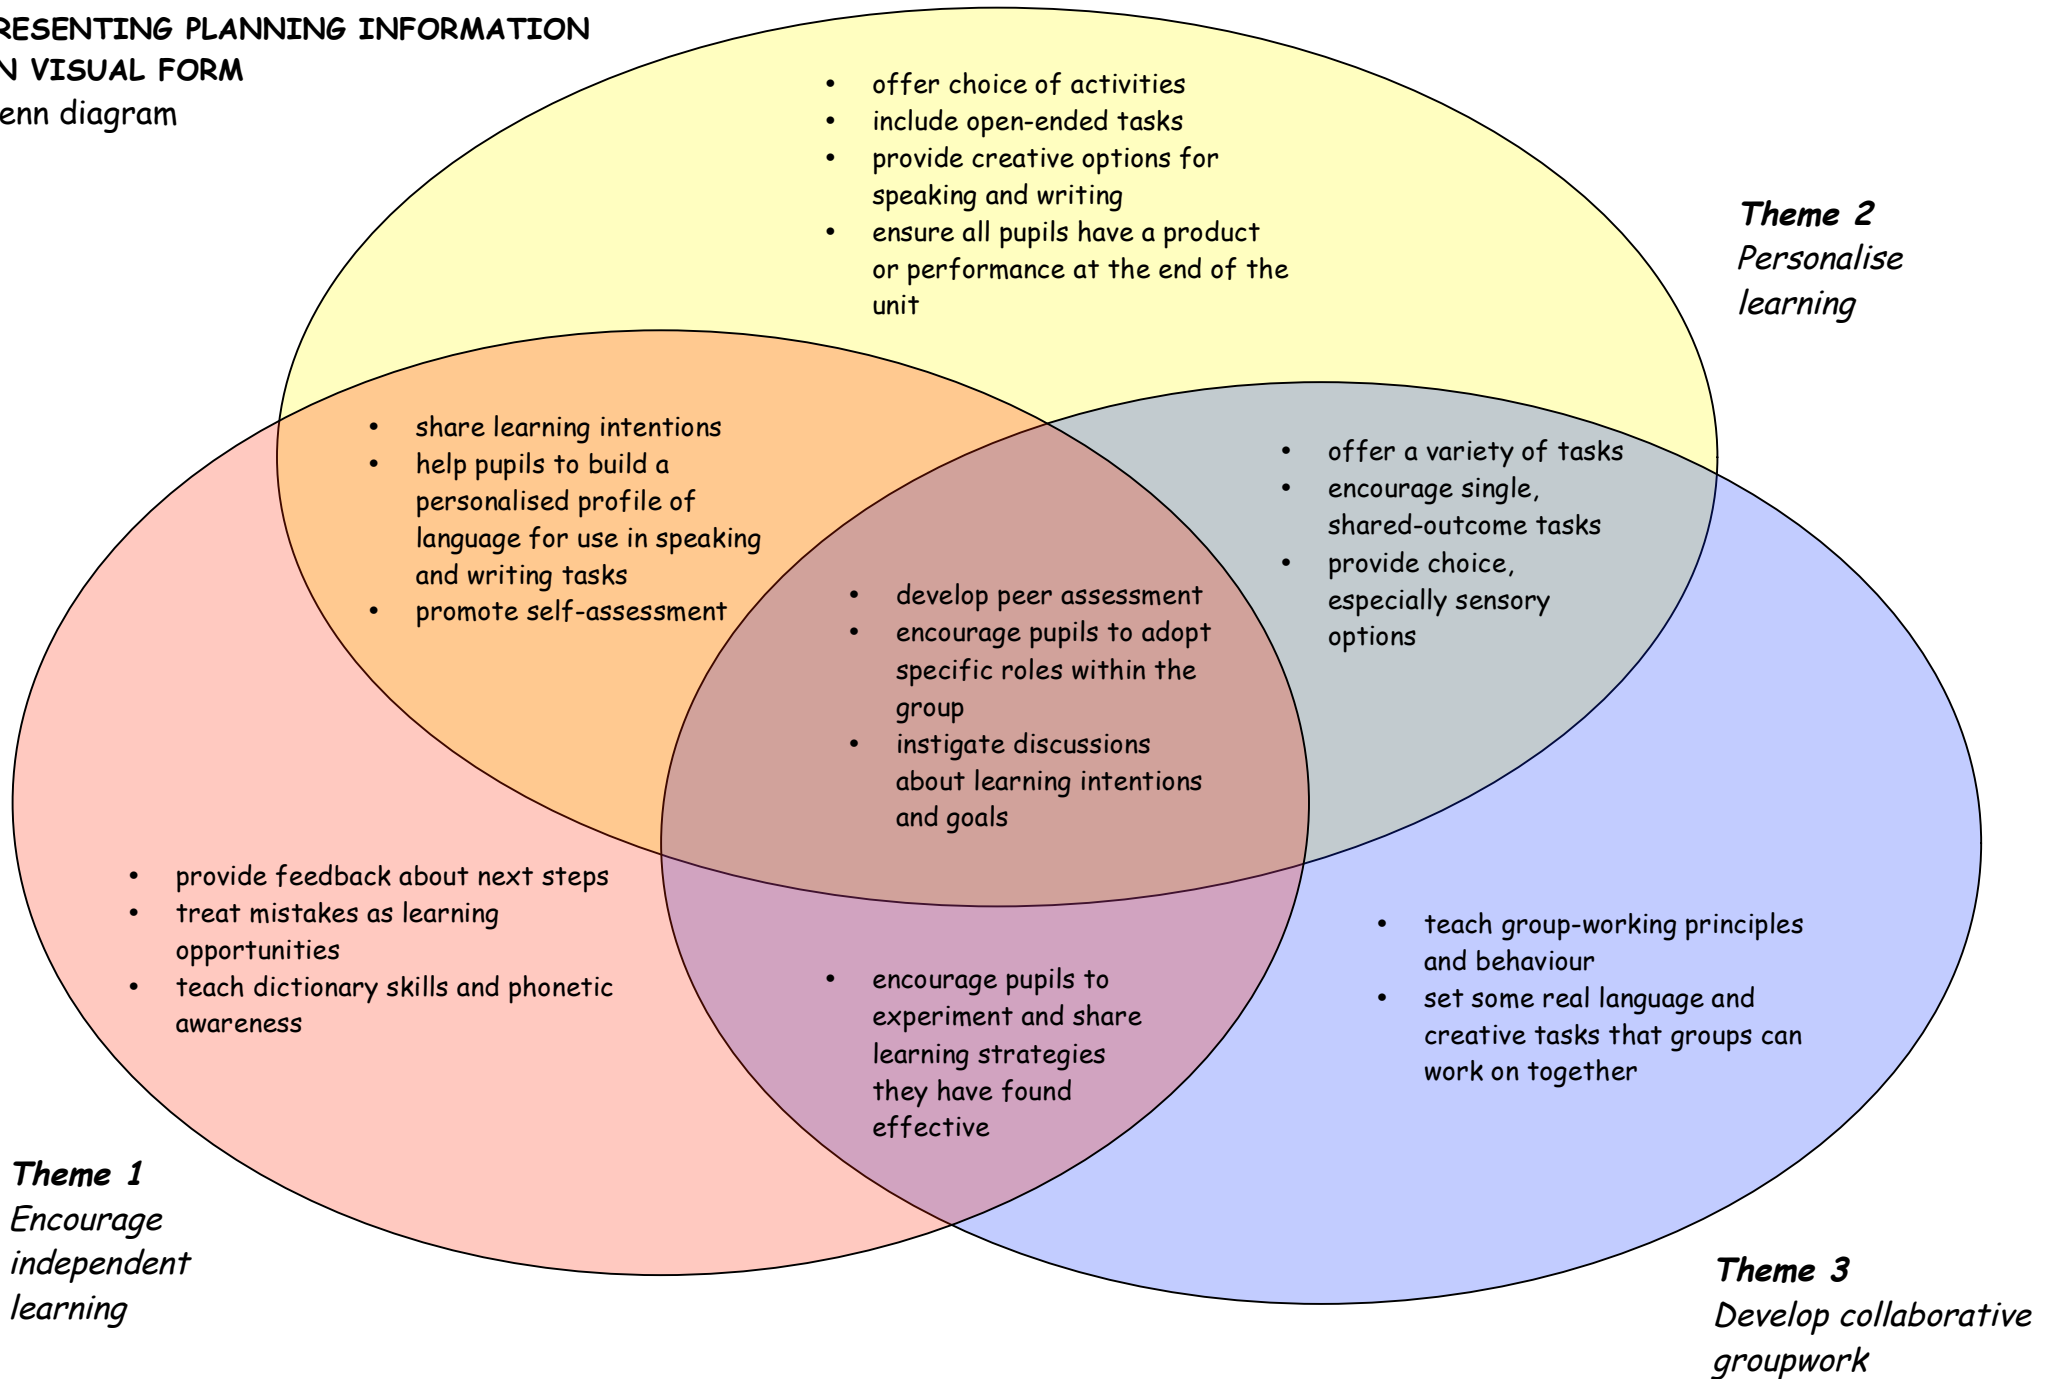 RESENTING PLANNING INFORMATION
N VISUAL FORM
enn diagram
• offer choice of activities
• include open-ended tasks
• provide creative options for
speaking and writing
• ensure all pupils have a product
or performance at the end of the
unit
Theme 2
Personalise
learning
• share learning intentions
• help pupils to build a
personalised profile of
language for use in speaking
and writing tasks
• promote self-assessment
• offer a variety of tasks
• encourage single,
shared-outcome tasks
• provide choice,
especially sensory
options
• develop peer assessment
• encourage pupils to adopt
specific roles within the
group
• instigate discussions
about learning intentions
and goals
• provide feedback about next steps
• treat mistakes as learning
opportunities
• teach dictionary skills and phonetic
awareness
• encourage pupils to
experiment and share
learning strategies
they have found
effective
• teach group-working principles
and behaviour
• set some real language and
creative tasks that groups can
work on together
Theme 1
Encourage
independent
learning
Theme 3
Develop collaborative
groupwork